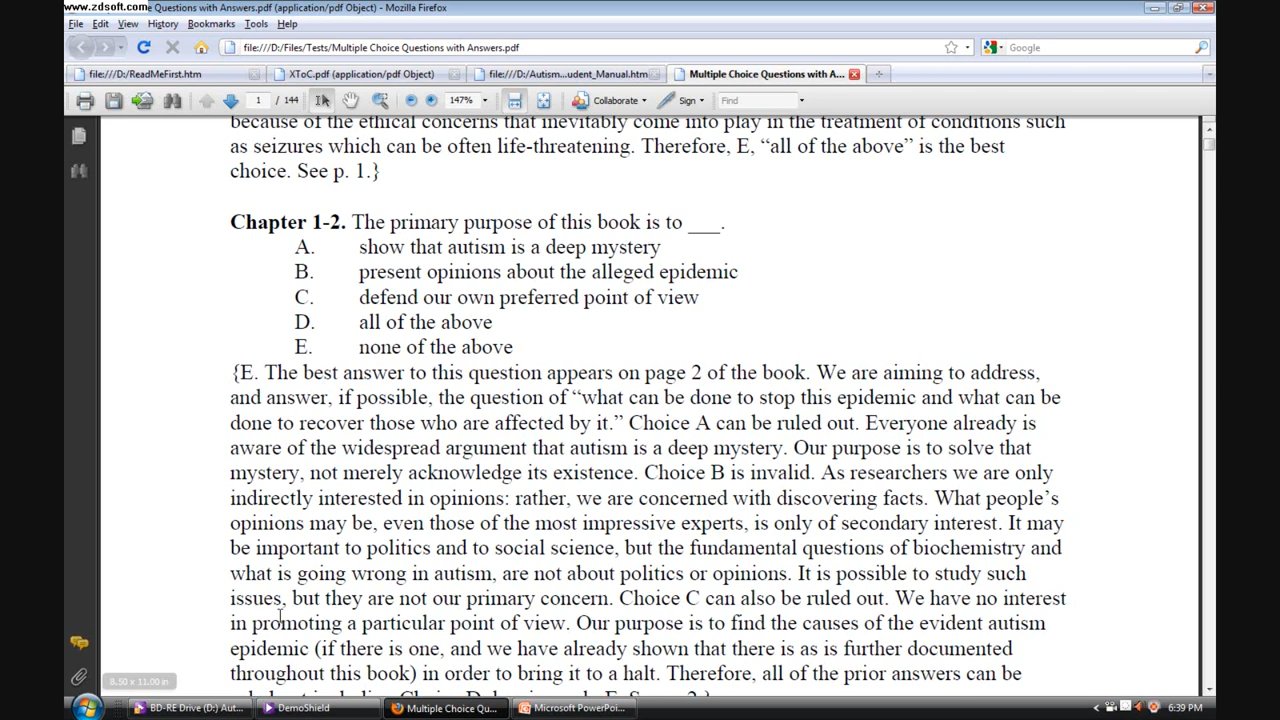 www.zdsoft.com Questions with Answers.pdf (application/pdf Object) - Mozilla Firefox
File Edit View History Bookmarks Tools Help
file:///D:/Files/Tests/Multiple Choice Questions with Answers.pdf
Google
file:///D:/ReadMeFirst.htm
XToC.pdf (application/pdf Object)
file:///D:/Autism...udent_Manual.htm
Multiple Choice Questions with A...
1 / 144
147%
Collaborate
Sign
Find
because of the ethical concerns that inevitably come into play in the treatment of conditions such
as seizures which can be often life-threatening. Therefore, E, “all of the above” is the best
choice. See p. 1.}
Chapter 1-2. The primary purpose of this book is to ___.
A. show that autism is a deep mystery
B. present opinions about the alleged epidemic
C. defend our own preferred point of view
D. all of the above
E. none of the above
{E. The best answer to this question appears on page 2 of the book. We are aiming to address,
and answer, if possible, the question of “what can be done to stop this epidemic and what can be
done to recover those who are affected by it.” Choice A can be ruled out. Everyone already is
aware of the widespread argument that autism is a deep mystery. Our purpose is to solve that
mystery, not merely acknowledge its existence. Choice B is invalid. As researchers we are only
indirectly interested in opinions: rather, we are concerned with discovering facts. What people’s
opinions may be, even those of the most impressive experts, is only of secondary interest. It may
be important to politics and to social science, but the fundamental questions of biochemistry and
what is going wrong in autism, are not about politics or opinions. It is possible to study such
issues, but they are not our primary concern. Choice C can also be ruled out. We have no interest
in promoting a particular point of view. Our purpose is to find the causes of the evident autism
epidemic (if there is one, and we have already shown that there is as is further documented
throughout this book) in order to bring it to a halt. Therefore, all of the prior answers can be
8.50 x 11.00 in
BD-RE Drive (D:) Aut...
DemoShield
Multiple Choice Qu...
Microsoft PowerPoi...
6:39 PM